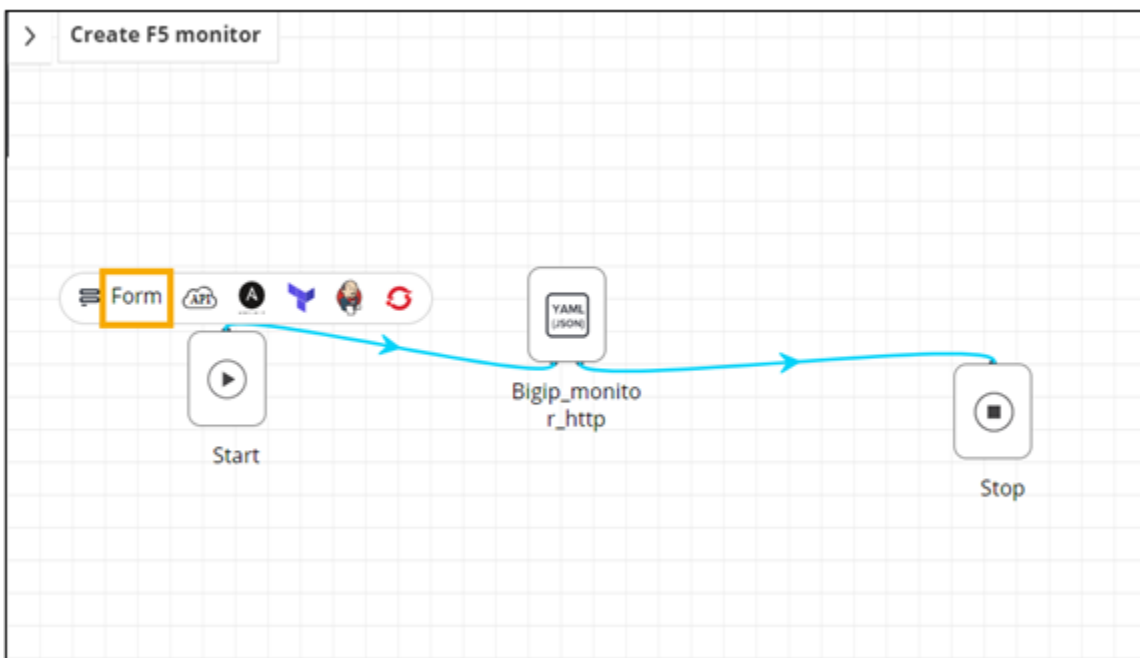 Create F5 monitor
Form
API
A
YAML
(JSON)
Bigip_monito
r_http
Start
Stop